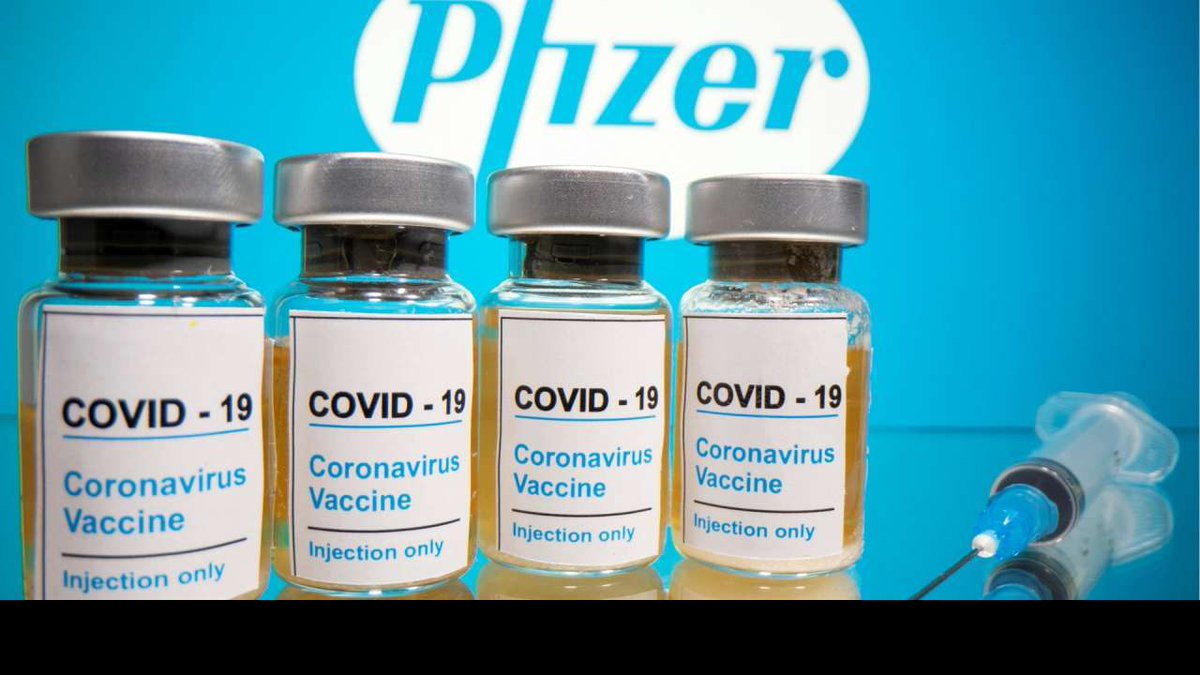 Pfizer
COVID - 19
Coronavirus
Vaccine
Injection only
COVID - 19
Coronavirus
Vaccine
Injection only
COVID - 19
Coronavirus
Vaccine
Injection only
COVID - 19
Coronavirus
Vaccine
Injection only